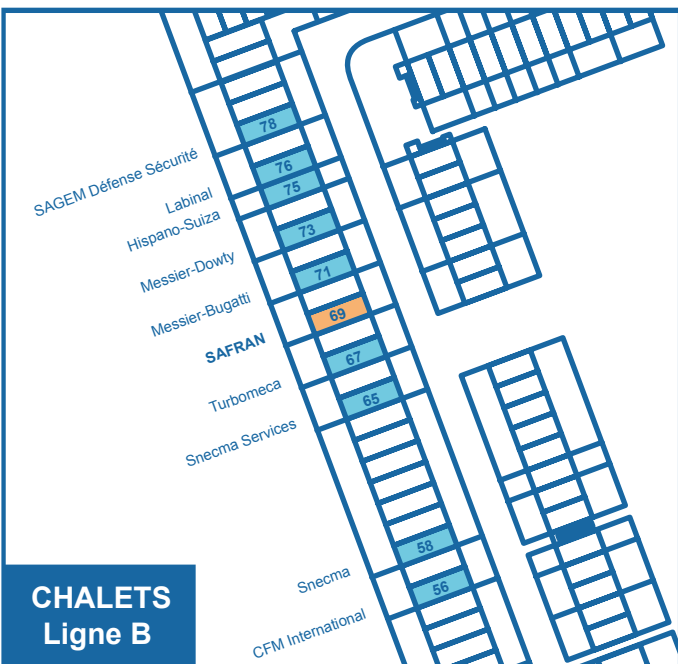 78
SAGEM Défense Sécurité
76
Labinal
75
Hispano-Suiza
73
Messier-Dowty
71
Messier-Bugatti
69
SAFRAN
67
Turbomeca
65
Snecma Services
58
Snecma
56
CFM International
CHALETS
Ligne B